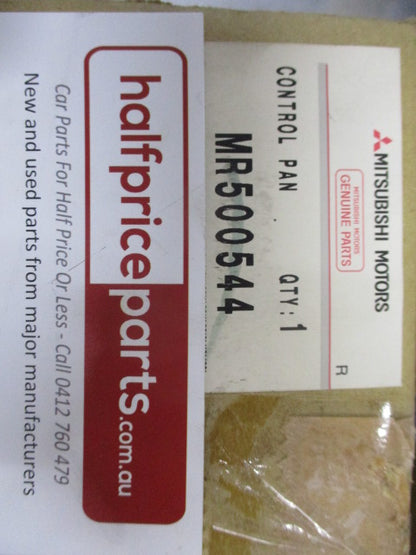 MITSUBISHI MOTORS
MITSUBISHI MOTORS
GENUINE PARTS
R
CONTROL PAN QTY: 1
MR500544
halfpriceparts.com.au
Car Parts For Half Price Or Less - Call 0412 760 479
New and used parts from major manufacturers